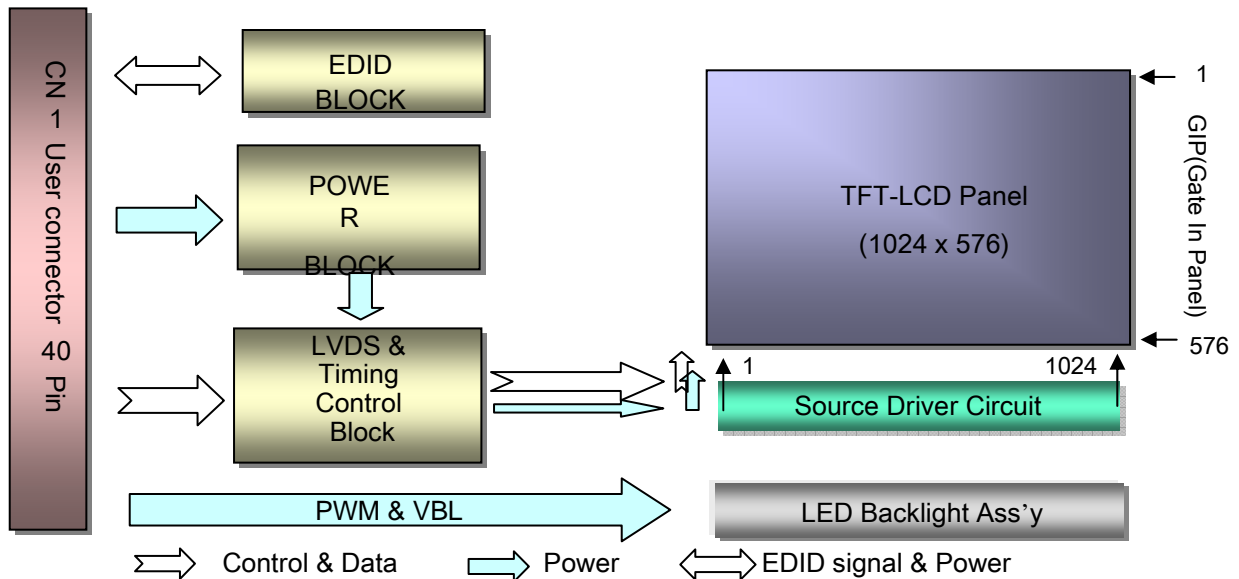 CN 1 User connector 40 Pin
EDID
BLOCK
POWE
R
BLOCK
LVDS &
Timing
Control
Block
PWM & VBL
TFT-LCD Panel
(1024 x 576)
1
GIP(Gate In Panel)
576
1
1024
Source Driver Circuit
LED Backlight Ass’y
Control & Data
Power
EDID signal & Power